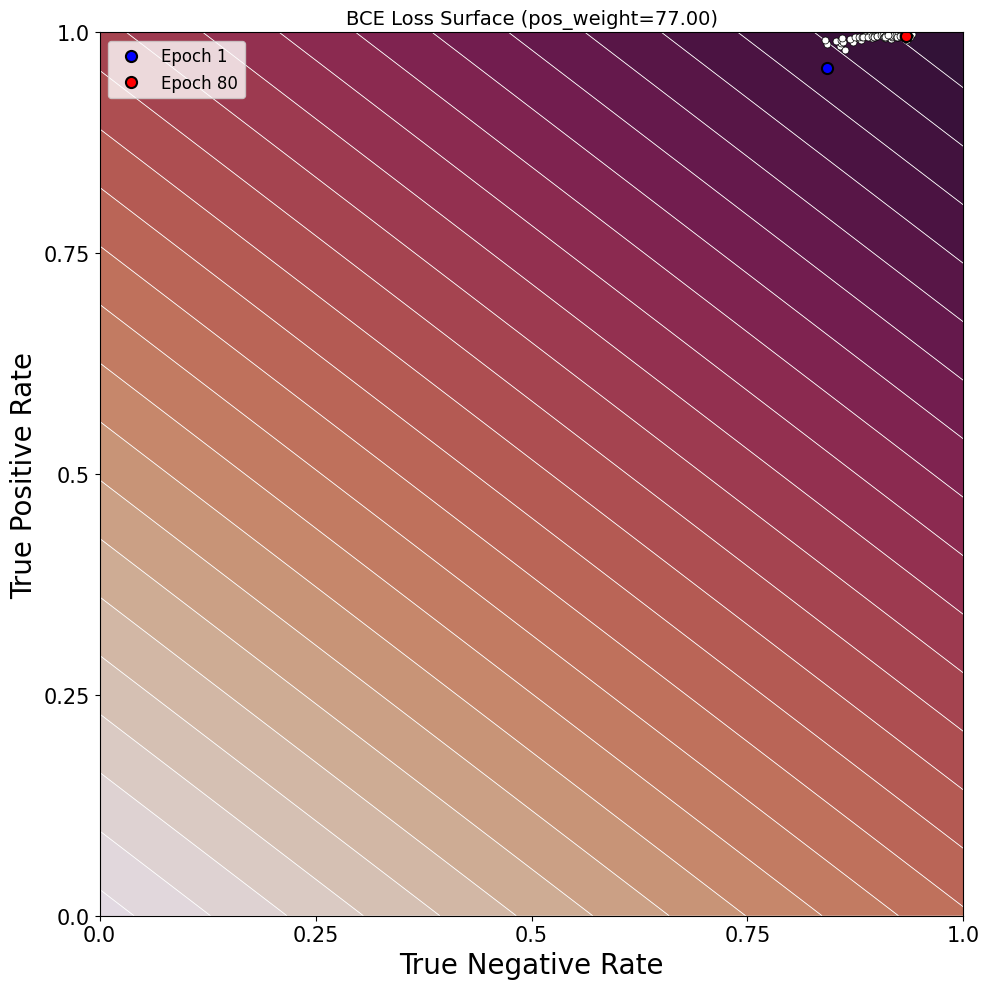 BCE Loss Surface (pos_weight=77.00)
Epoch 1
Epoch 80
1.0
0.75
0.5
0.25
0.0
True Positive Rate
0.0
0.25
0.5
0.75
1.0
True Negative Rate